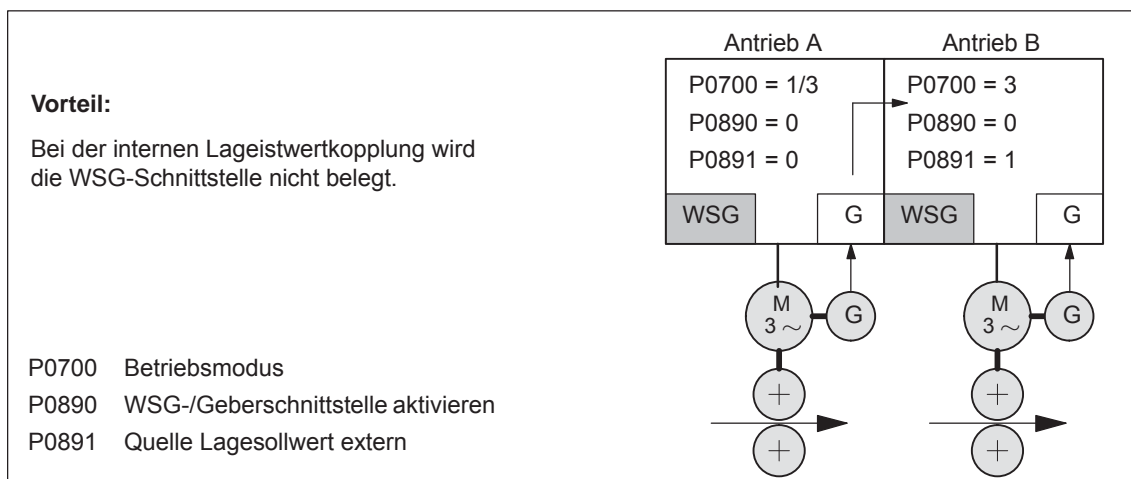 Vorteil:
Bei der internen Lageistwertkopplung wird
die WSG-Schnittstelle nicht belegt.
P0700 Betriebsmodus
P0890 WSG-/Geberschnittstelle aktivieren
P0891 Quelle Lagesollwert extern
Antrieb A
P0700 = 1/3
P0890 = 0
P0891 = 0
WSG
G
M
3 ~
G
Antrieb B
P0700 = 3
P0890 = 0
P0891 = 1
WSG
G
M
3 ~
G